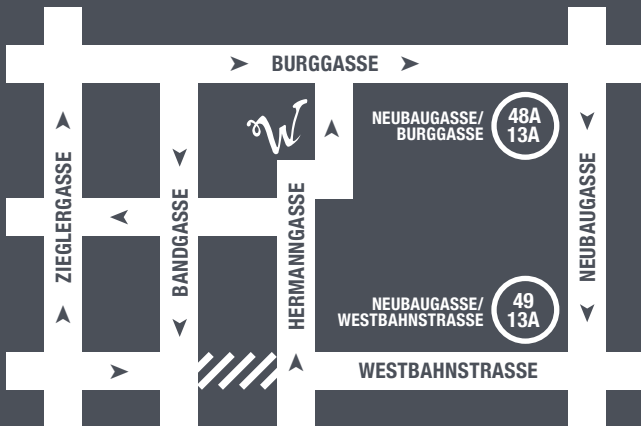 BURGGASSE
W
NEUBAUGASSE/
BURGGASSE
48A
13A
ZIEGLERGASSE
BANDGASSE
HERMANNGASSE
NEUBAUGASSE
NEUBAUGASSE/
WESTBAHNSTRASSE
49
13A
WESTBAHNSTRASSE